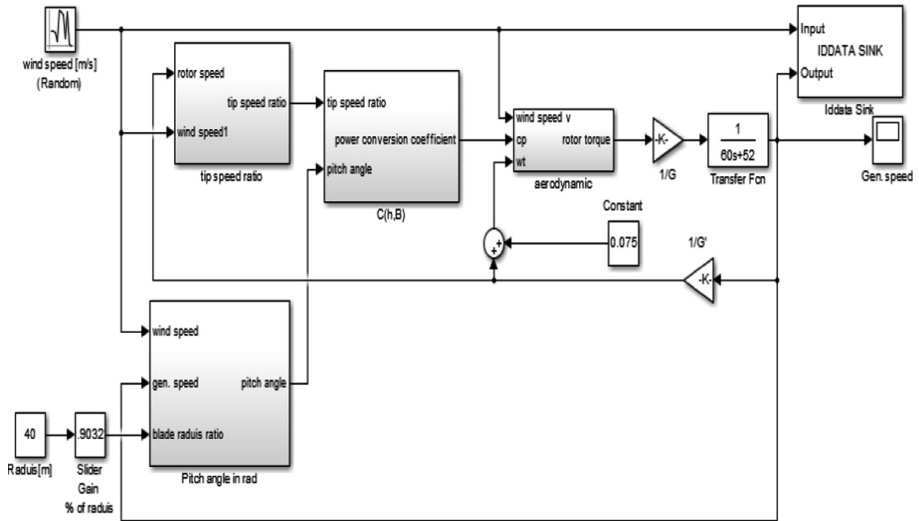 wind speed [m/s]
(Random)
rotor speed
tip speed ratio
wind speed1
tip speed ratio
tip speed ratio
power conversion coefficient
pitch angle
C(h,B)
wind speed v
cp
rotor torque
wt
aerodynamic
-K-
1/G
1
60s+52
Transfer Fcn
Input
IDDATA SINK
Output
Iddata Sink
Gen. speed
Constant
0.075
+
+
1/G'
-K-
wind speed
gen. speed
pitch angle
blade raduis ratio
Pitch angle in rad
40
Raduis[m]
.9032
Slider
Gain
% of raduis